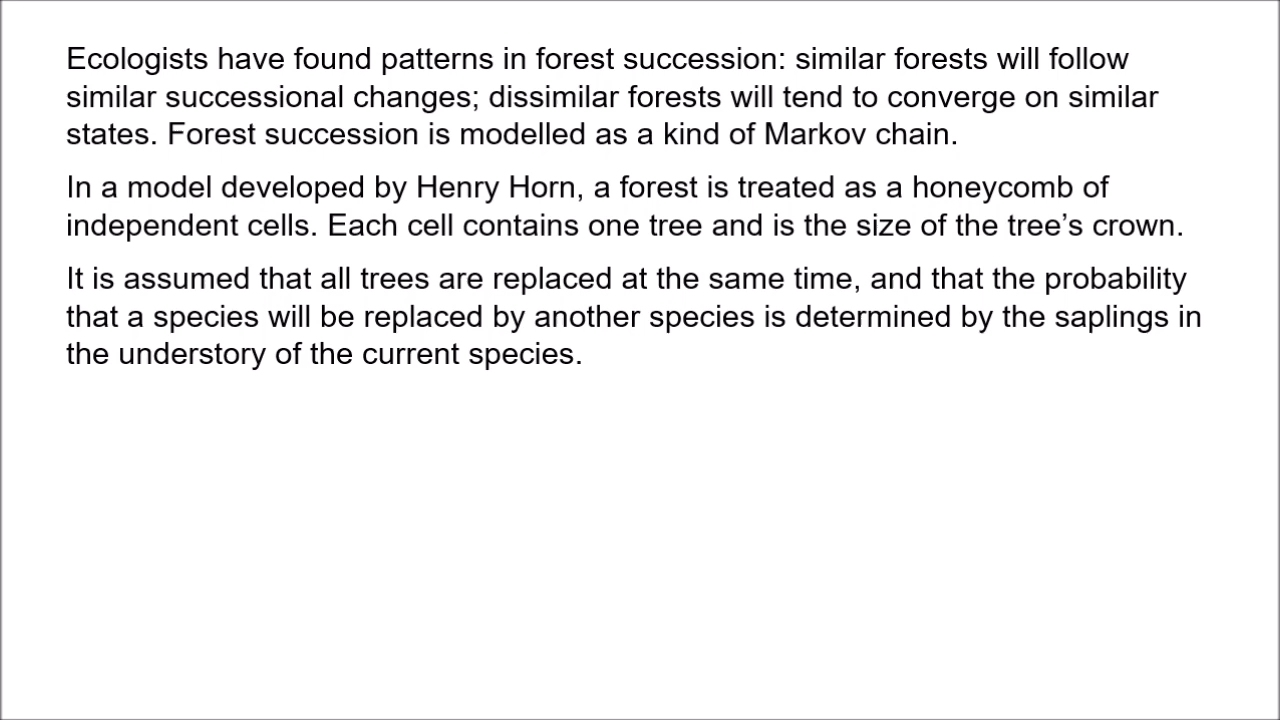 Ecologists have found patterns in forest succession: similar forests will follow
similar successional changes; dissimilar forests will tend to converge on similar
states. Forest succession is modelled as a kind of Markov chain.
In a model developed by Henry Horn, a forest is treated as a honeycomb of
independent cells. Each cell contains one tree and is the size of the tree’s crown.
It is assumed that all trees are replaced at the same time, and that the probability
that a species will be replaced by another species is determined by the saplings in
the understory of the current species.